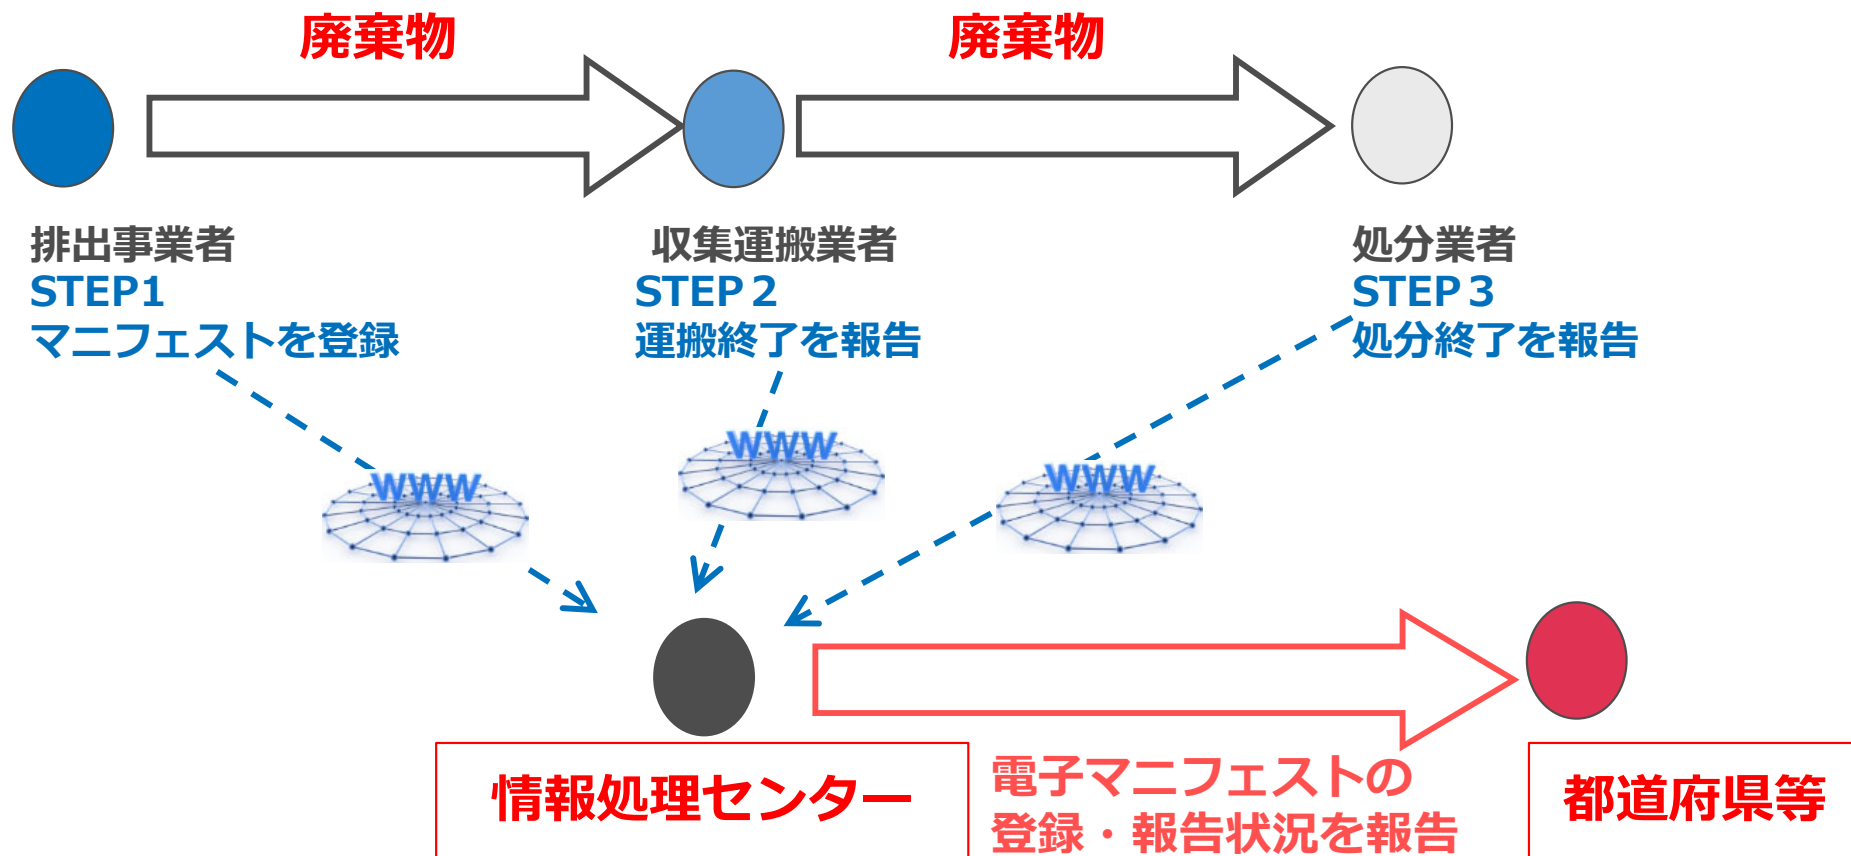 廃棄物
廃棄物
排出事業者
STEP1
マニフェストを登録
収集運搬業者
STEP２
運搬終了を報告
処分業者
STEP３
処分終了を報告
WWW
WWW
WWW
情報処理センター
電子マニフェストの
登録・報告状況を報告
都道府県等